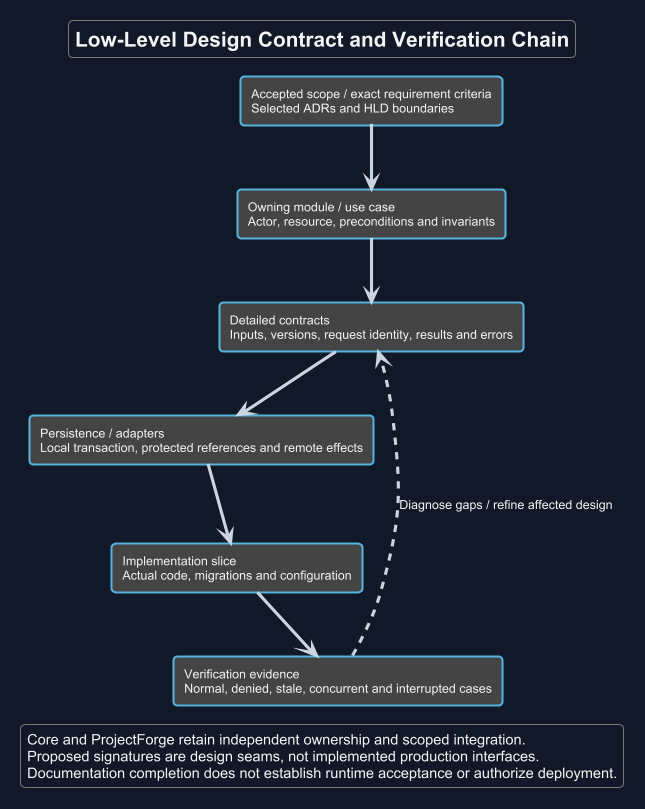 Low-Level Design Contract and Verification Chain
Accepted scope / exact requirement criteria
Selected ADRs and HLD boundaries
Owning module / use case
Actor, resource, preconditions and invariants
Detailed contracts
Inputs, versions, request identity, results and errors
Persistence / adapters
Local transaction, protected references and remote effects
Diagnose gaps / refine affected design
Implementation slice
Actual code, migrations and configuration
Verification evidence
Normal, denied, stale, concurrent and interrupted cases
Core and ProjectForge retain independent ownership and scoped integration.
Proposed signatures are design seams, not implemented production interfaces.
Documentation completion does not establish runtime acceptance or authorize deployment.